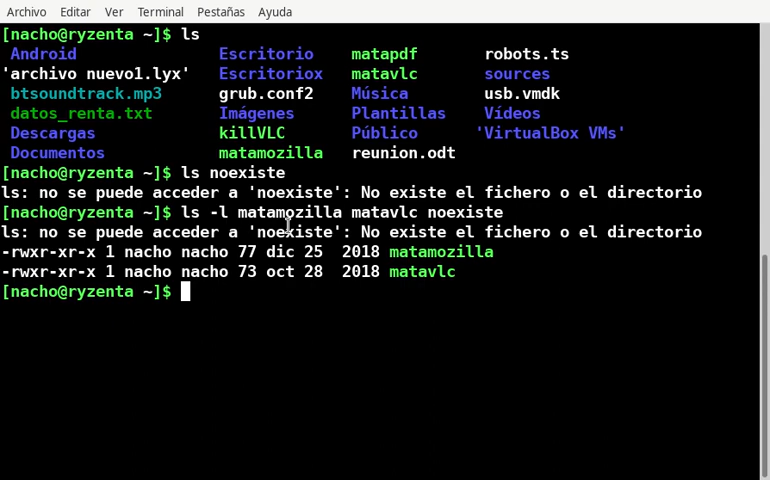 Archivo Editar Ver Terminal Pestañas Ayuda
[nacho@ryzenta ~]$ ls
Android Escritorio matapdf robots.ts
'archivo nuevo1.lyx' Escritoriox matavlc sources
btsoundtrack.mp3 grub.conf2 Música usb.vmdk
datos_renta.txt Imágenes Plantillas Vídeos
Descargas killVLC Público 'VirtualBox VMs'
Documentos matamozilla reunion.odt
[nacho@ryzenta ~]$ ls noexiste
ls: no se puede acceder a 'noexiste': No existe el fichero o el directorio
[nacho@ryzenta ~]$ ls -l matamozilla matavlc noexiste
ls: no se puede acceder a 'noexiste': No existe el fichero o el directorio
-rwxr-xr-x 1 nacho nacho 77 dic 25  2018 matamozilla
-rwxr-xr-x 1 nacho nacho 73 oct 28  2018 matavlc
[nacho@ryzenta ~]$